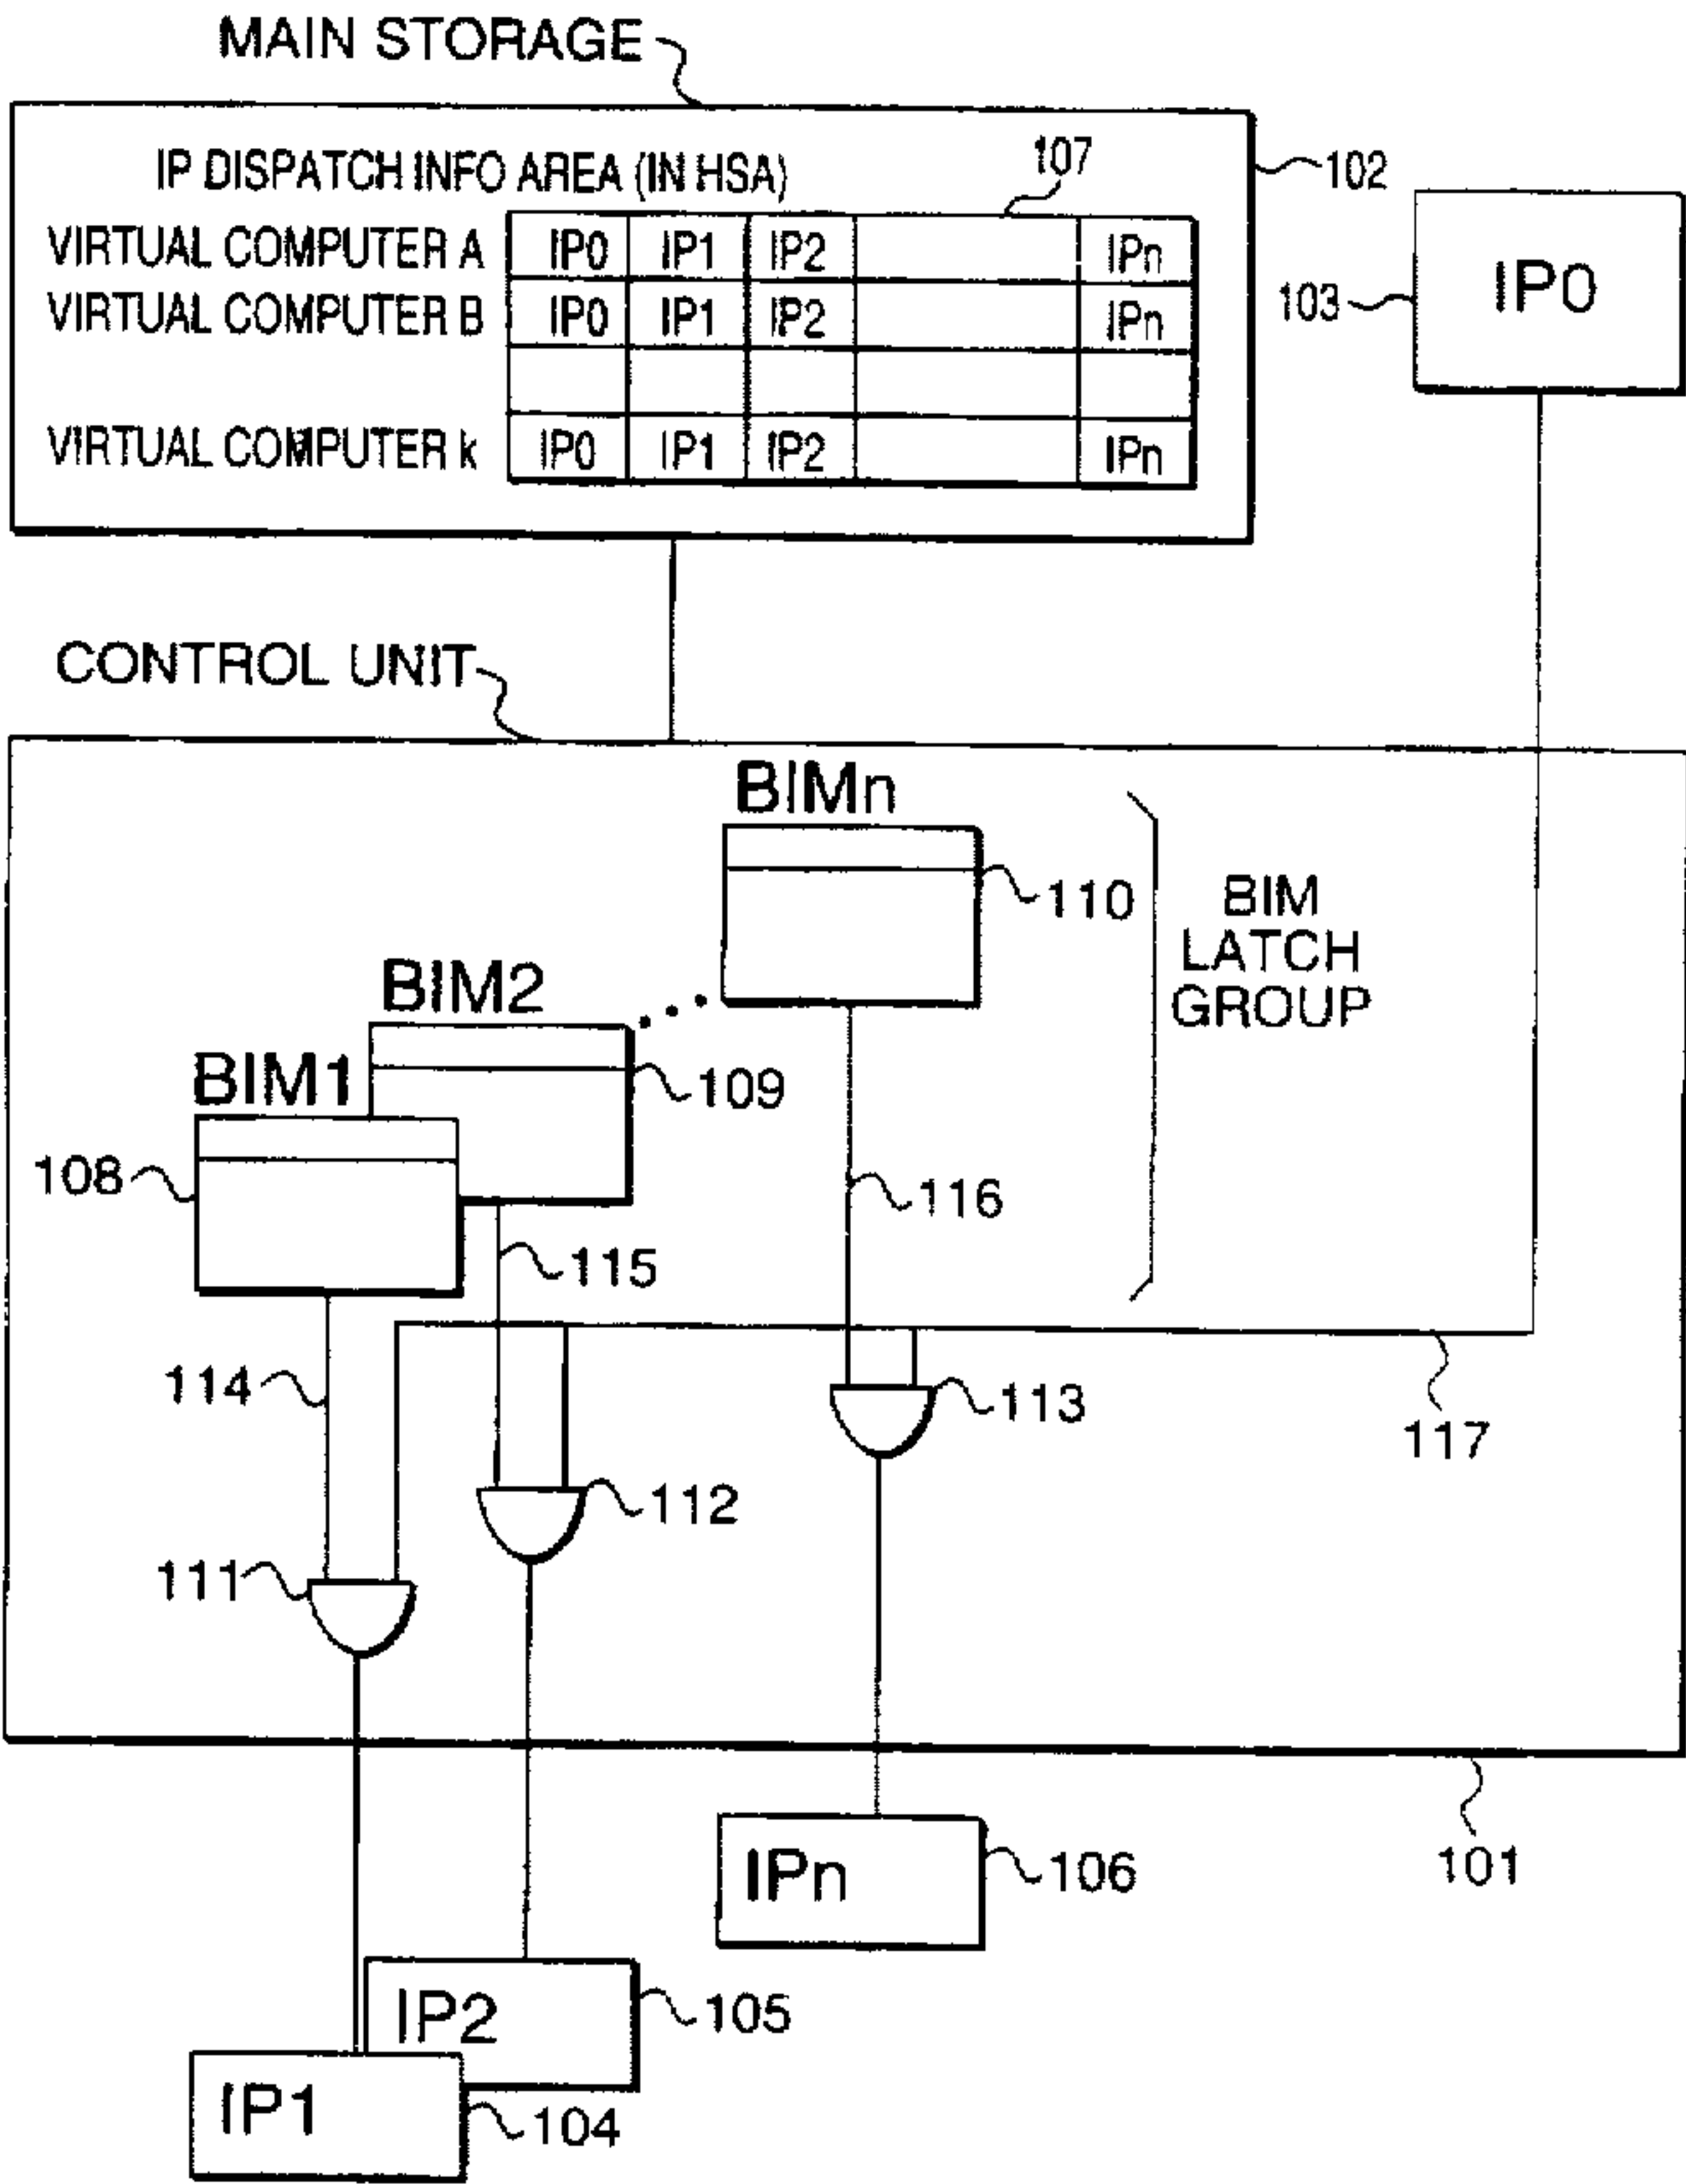 MAIN STORAGE
IP DISPATCH INFO AREA (IN HSA)
107
102
VIRTUAL COMPUTER A IP0 IP1 IP2 IPn
VIRTUAL COMPUTER B IP0 IP1 IP2 IPn
VIRTUAL COMPUTER k IP0 IP1 IP2 IPn
103
IP0
CONTROL UNIT
BIMn
110
BIM LATCH GROUP
BIM2
109
BIM1
108
116
115
114
113
117
112
111
101
IPn
106
IP2
105
IP1
104